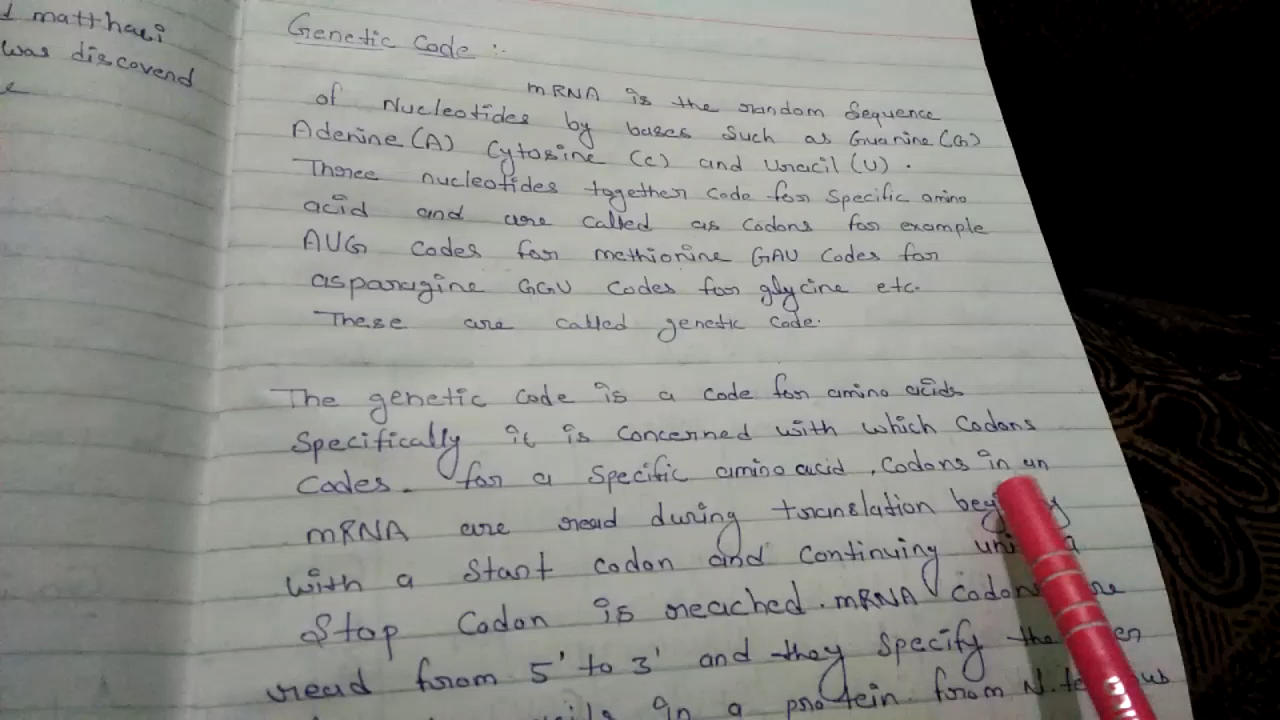 matthaei
was discoverd
Genetic Code :-
mRNA is the random Sequence
of Nucleotides by bases Such as Guanine (G)
Adenine (A) Cytosine (C) and Uracil (U) .
Three nucleotides together Code for Specific amino
acid and are called as Codons for example
AUG Codes for methionine GAU Codes for
asparagine GGU Codes for glycine etc.
These are called genetic Code.
The genetic Code is a Code for amino acids
Specifically it is Concerned with which Codons
Codes. for a Specific amino acid , Codons in an
mRNA are read during translation
with a Start codon and continuing
Stop Codon is reached . mRNA
read from 5' to 3' and they Specify the
in a protein from